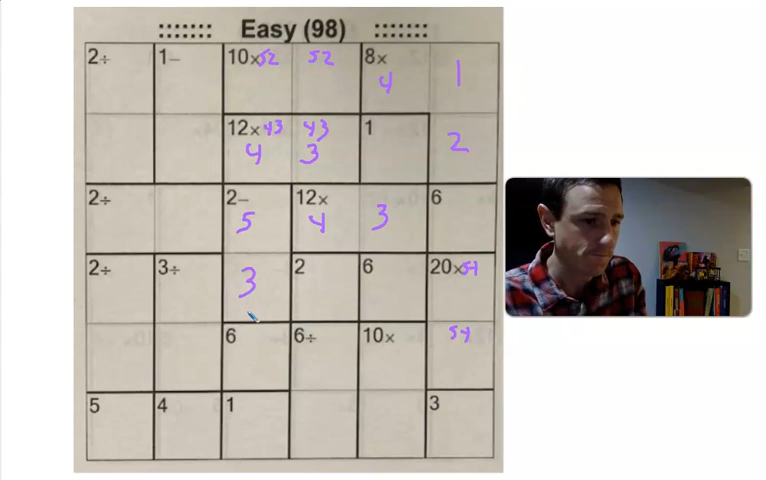 Easy (98)
2÷ 1− 10× 52 52 8×
4 1
12× 43 43 1
4 3 2
2÷ 2− 12× 6
5 4 3
2÷ 3÷ 2 6 20× 54
3
6 6÷ 10× 54
5 4 1 3